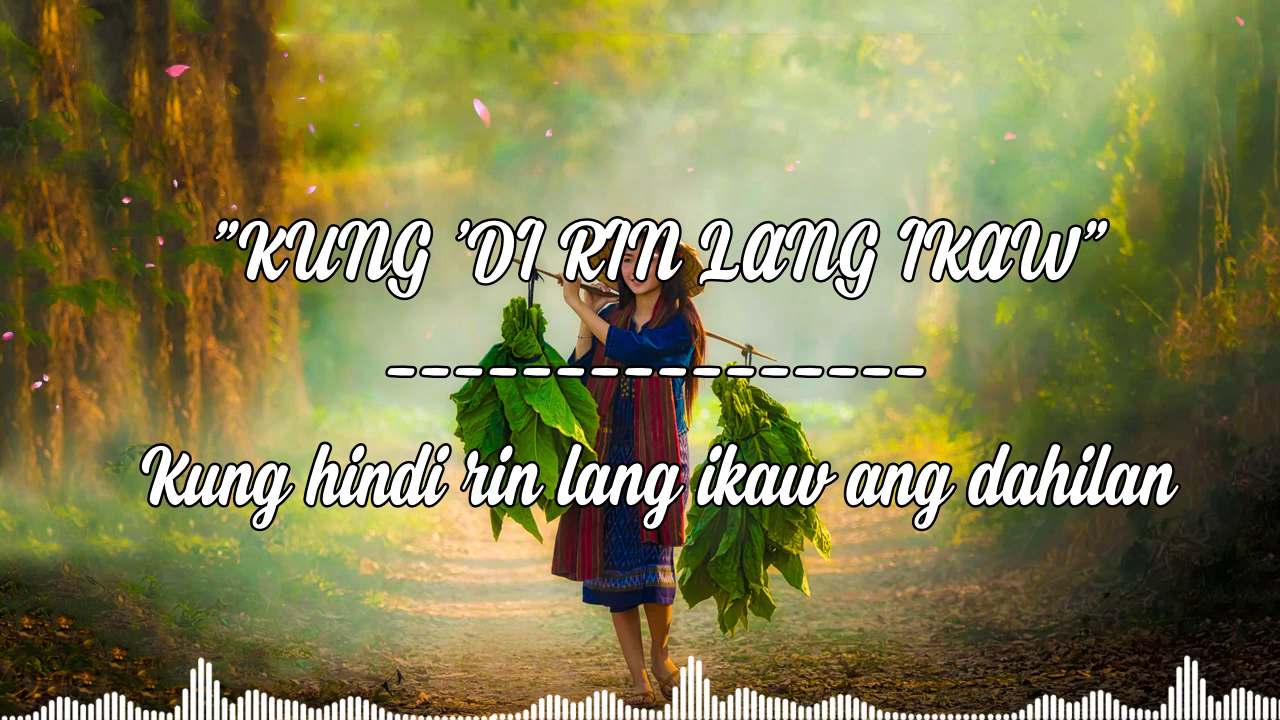 "KUNG 'DI RIN LANG IKAW"
----------------
Kung hindi rin lang ikaw ang dahilan